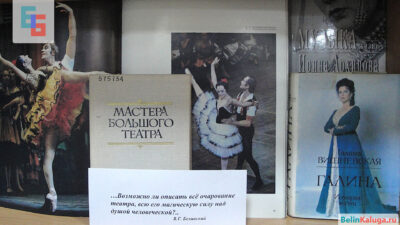 ББ
575754
МАСТЕРА
БОЛЬШОГО
ТЕАТРА
...Возможно ли описать всё очарование
театра, всю его магическую силу над
душой человеческой?..
В.Г. Белинский
МУЗЫКА
ВИШНЕВСКАЯ
ГАЛИНА
BelinKaluga.ru